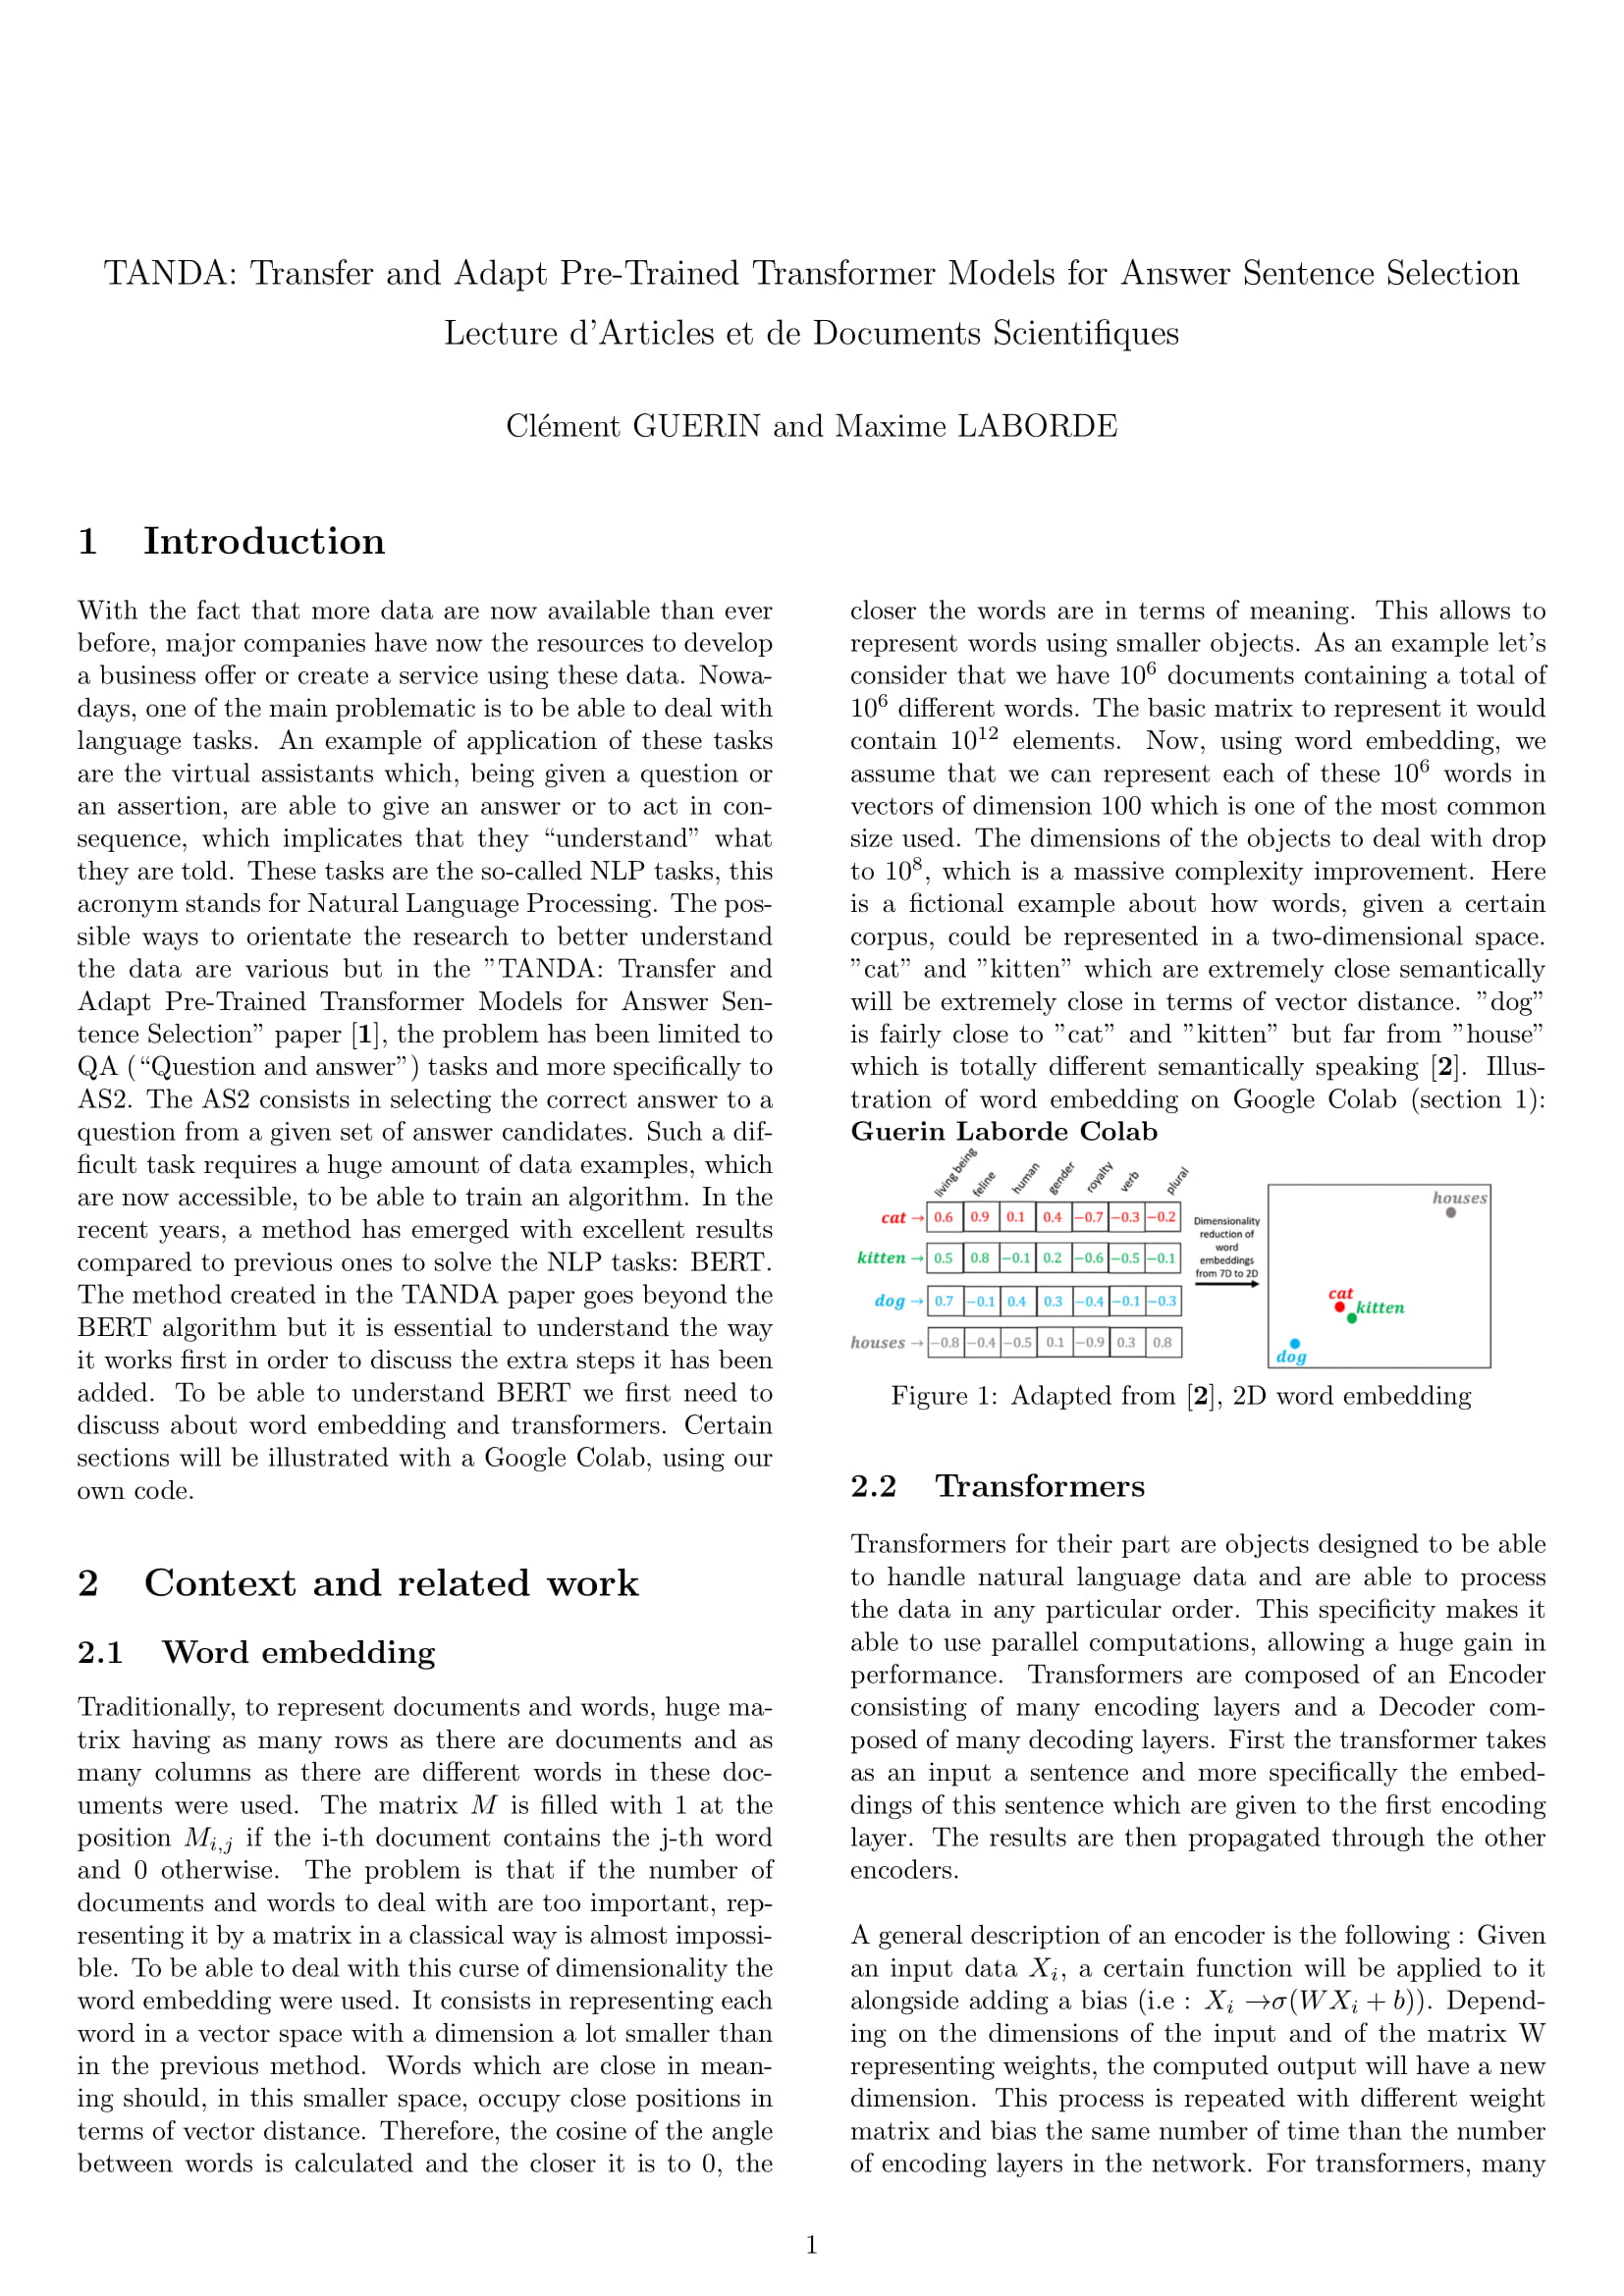 TANDA: Transfer and Adapt Pre-Trained Transformer Models for Answer Sentence Selection
Lecture d'Articles et de Documents Scientifiques
Clément GUERIN and Maxime LABORDE
1 Introduction
With the fact that more data are now available than ever
before, major companies have now the resources to develop
a business offer or create a service using these data. Nowa-
days, one of the main problematic is to be able to deal with
language tasks. An example of application of these tasks
are the virtual assistants which, being given a question or
an assertion, are able to give an answer or to act in con-
sequence, which implicates that they “understand” what
they are told. These tasks are the so-called NLP tasks, this
acronym stands for Natural Language Processing. The pos-
sible ways to orientate the research to better understand
the data are various but in the ”TANDA: Transfer and
Adapt Pre-Trained Transformer Models for Answer Sen-
tence Selection” paper [1], the problem has been limited to
QA (“Question and answer”) tasks and more specifically to
AS2. The AS2 consists in selecting the correct answer to a
question from a given set of answer candidates. Such a dif-
ficult task requires a huge amount of data examples, which
are now accessible, to be able to train an algorithm. In the
recent years, a method has emerged with excellent results
compared to previous ones to solve the NLP tasks: BERT.
The method created in the TANDA paper goes beyond the
BERT algorithm but it is essential to understand the way
it works first in order to discuss the extra steps it has been
added. To be able to understand BERT we first need to
discuss about word embedding and transformers. Certain
sections will be illustrated with a Google Colab, using our
own code.
2 Context and related work
2.1 Word embedding
Traditionally, to represent documents and words, huge ma-
trix having as many rows as there are documents and as
many columns as there are different words in these doc-
uments were used. The matrix M is filled with 1 at the
position M_{i,j} if the i-th document contains the j-th word
and 0 otherwise. The problem is that if the number of
documents and words to deal with are too important, rep-
resenting it by a matrix in a classical way is almost impossi-
ble. To be able to deal with this curse of dimensionality the
word embedding were used. It consists in representing each
word in a vector space with a dimension a lot smaller than
in the previous method. Words which are close in mean-
ing should, in this smaller space, occupy close positions in
terms of vector distance. Therefore, the cosine of the angle
between words is calculated and the closer it is to 0, the
closer the words are in terms of meaning. This allows to
represent words using smaller objects. As an example let's
consider that we have 10^6 documents containing a total of
10^6 different words. The basic matrix to represent it would
contain 10^12 elements. Now, using word embedding, we
assume that we can represent each of these 10^6 words in
vectors of dimension 100 which is one of the most common
size used. The dimensions of the objects to deal with drop
to 10^8, which is a massive complexity improvement. Here
is a fictional example about how words, given a certain
corpus, could be represented in a two-dimensional space.
”cat” and ”kitten” which are extremely close semantically
will be extremely close in terms of vector distance. ”dog”
is fairly close to ”cat” and ”kitten” but far from ”house”
which is totally different semantically speaking [2]. Illus-
tration of word embedding on Google Colab (section 1):
Guerin Laborde Colab
living being feline human gender royalty verb plural
cat → 0.6 0.9 0.1 0.4 −0.7 −0.3 −0.2
kitten → 0.5 0.8 −0.1 0.2 −0.6 −0.5 −0.1
dog → 0.7 −0.1 0.4 0.3 −0.4 −0.1 −0.3
houses → −0.8 −0.4 −0.5 0.1 −0.9 0.3 0.8
Dimensionality
reduction of
word
embeddings
from 7D to 2D
houses
cat
kitten
dog
Figure 1: Adapted from [2], 2D word embedding
2.2 Transformers
Transformers for their part are objects designed to be able
to handle natural language data and are able to process
the data in any particular order. This specificity makes it
able to use parallel computations, allowing a huge gain in
performance. Transformers are composed of an Encoder
consisting of many encoding layers and a Decoder com-
posed of many decoding layers. First the transformer takes
as an input a sentence and more specifically the embed-
dings of this sentence which are given to the first encoding
layer. The results are then propagated through the other
encoders.
A general description of an encoder is the following : Given
an input data X_i, a certain function will be applied to it
alongside adding a bias (i.e : X_i →σ(WX_i + b)). Depend-
ing on the dimensions of the input and of the matrix W
representing weights, the computed output will have a new
dimension. This process is repeated with different weight
matrix and bias the same number of time than the number
of encoding layers in the network. For transformers, many
1